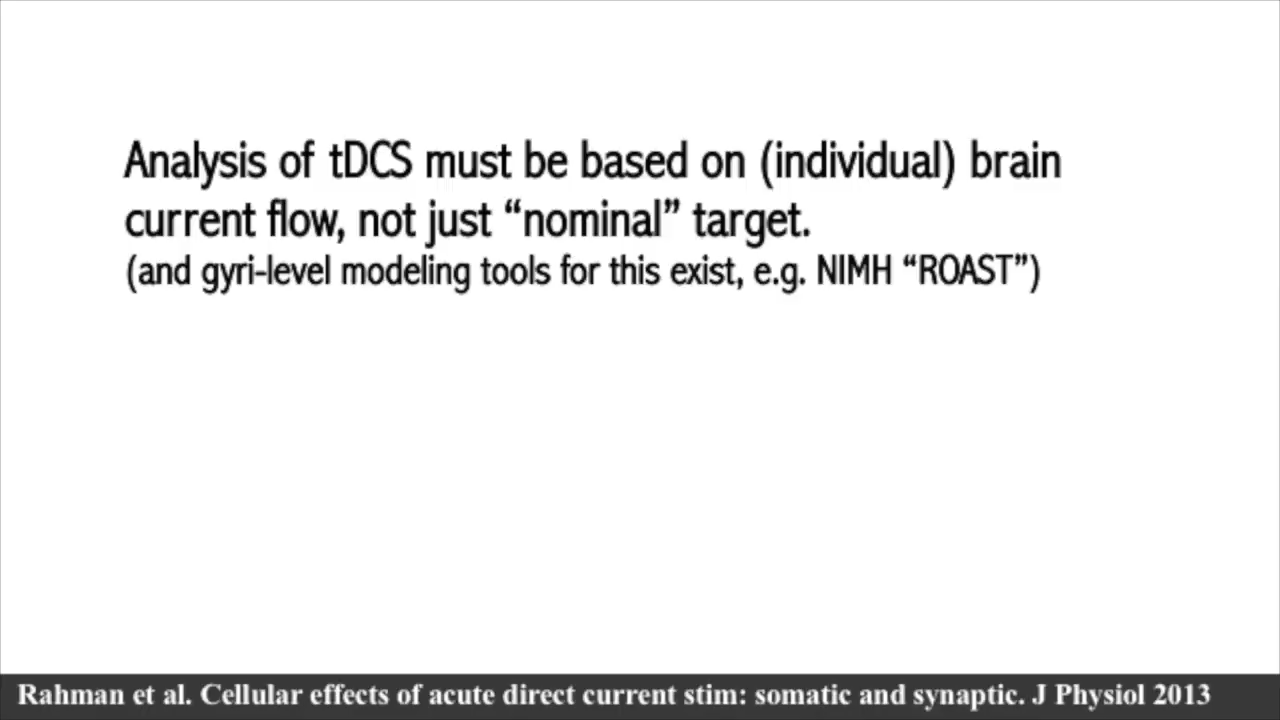 Analysis of tDCS must be based on (individual) brain
current flow, not just “nominal” target.
(and gyri-level modeling tools for this exist, e.g. NIMH “ROAST”)
Rahman et al. Cellular effects of acute direct current stim: somatic and synaptic. J Physiol 2013